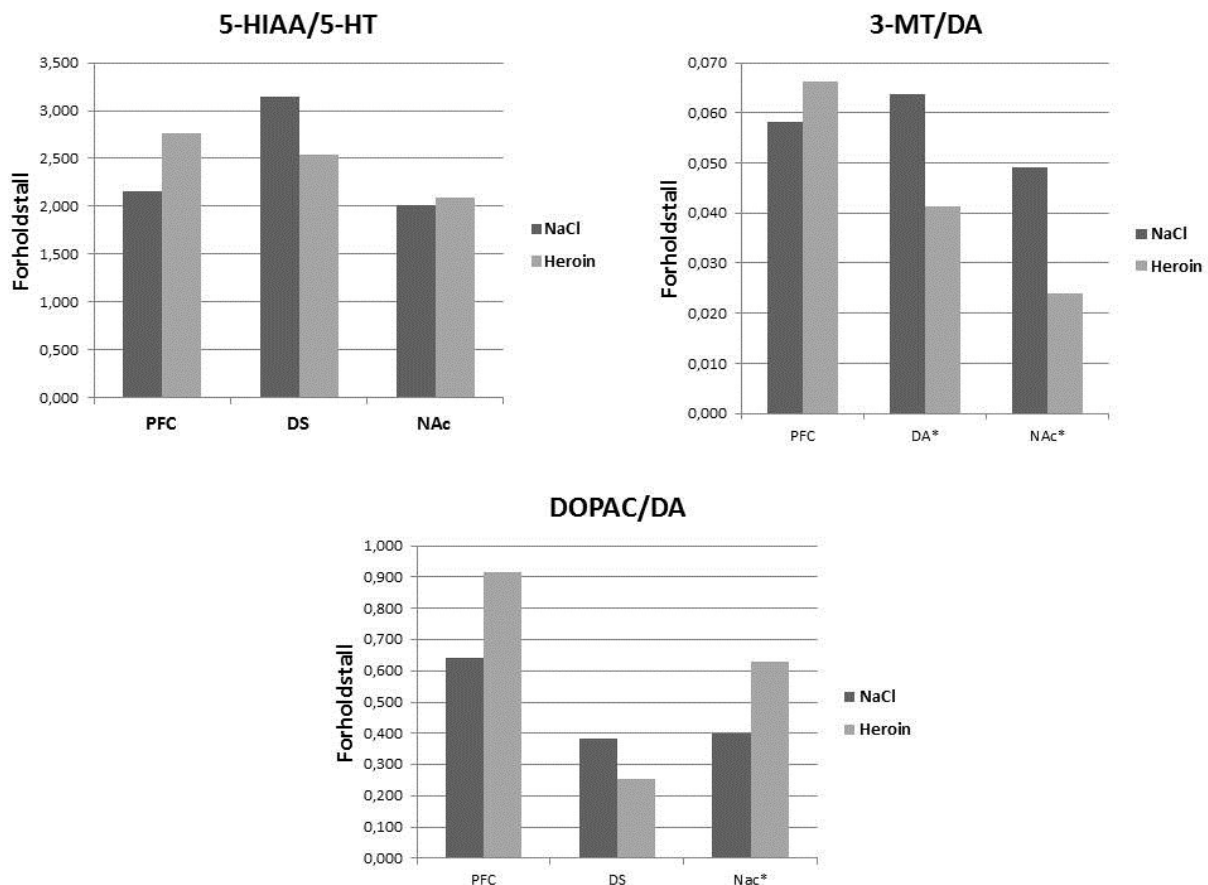 5-HIAA/5-HT
3,500
3,000
2,500
2,000
1,500
1,000
0,500
0,000
Forholdstall
PFC DS NAc
NaCl
Heroin
3-MT/DA
0,070
0,060
0,050
0,040
0,030
0,020
0,010
0,000
Forholdstall
PFC DA* NAc*
NaCl
Heroin
DOPAC/DA
1,000
0,900
0,800
0,700
0,600
0,500
0,400
0,300
0,200
0,100
0,000
Forholdstall
PFC DS Nac*
NaCl
Heroin